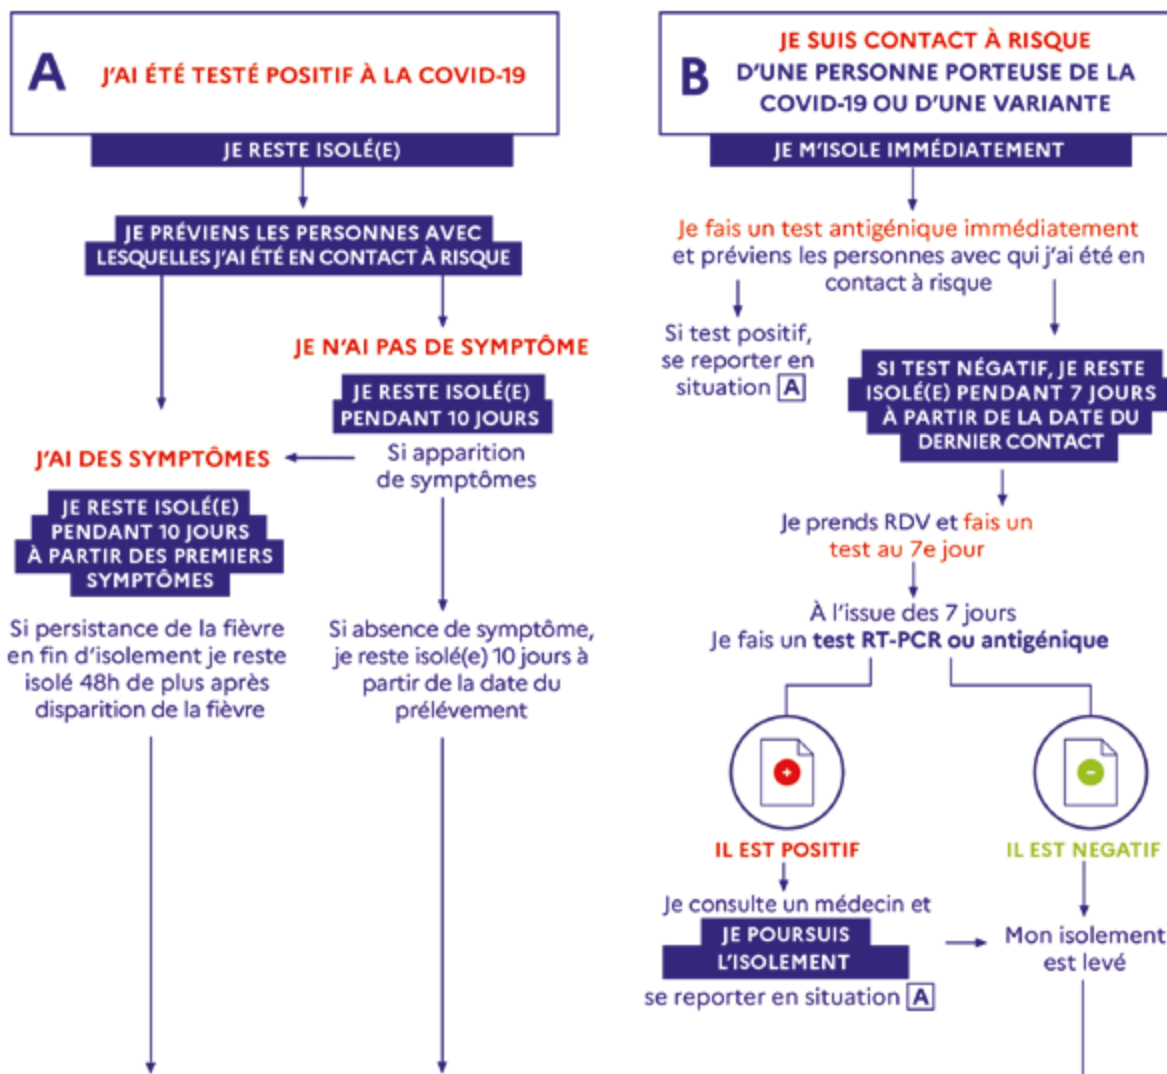 A
J'AI ÉTÉ TESTÉ POSITIF À LA COVID-19
JE RESTE ISOLÉ(E)
JE PRÉVIENS LES PERSONNES AVEC
LESQUELLES J'AI ÉTÉ EN CONTACT À RISQUE
JE N'AI PAS DE SYMPTÔME
JE RESTE ISOLÉ(E)
PENDANT 10 JOURS
Si apparition
de symptômes
J'AI DES SYMPTÔMES
JE RESTE ISOLÉ(E)
PENDANT 10 JOURS
À PARTIR DES PREMIERS
SYMPTÔMES
Si persistance de la fièvre
en fin d'isolement je reste
isolé 48h de plus après
disparition de la fièvre
Si absence de symptôme,
je reste isolé(e) 10 jours à
partir de la date du
prélévement
B
JE SUIS CONTACT À RISQUE
D'UNE PERSONNE PORTEUSE DE LA
COVID-19 OU D'UNE VARIANTE
JE M'ISOLE IMMÉDIATEMENT
Je fais un test antigénique immédiatement
et préviens les personnes avec qui j'ai été en
contact à risque
Si test positif,
se reporter en
situation A
SI TEST NÉGATIF, JE RESTE
ISOLÉ(E) PENDANT 7 JOURS
À PARTIR DE LA DATE DU
DERNIER CONTACT
Je prends RDV et fais un
test au 7e jour
À l'issue des 7 jours
Je fais un test RT-PCR ou antigénique
+
IL EST POSITIF
Je consulte un médecin et
JE POURSUIS
L'ISOLEMENT
se reporter en situation A
-
IL EST NEGATIF
Mon isolement
est levé